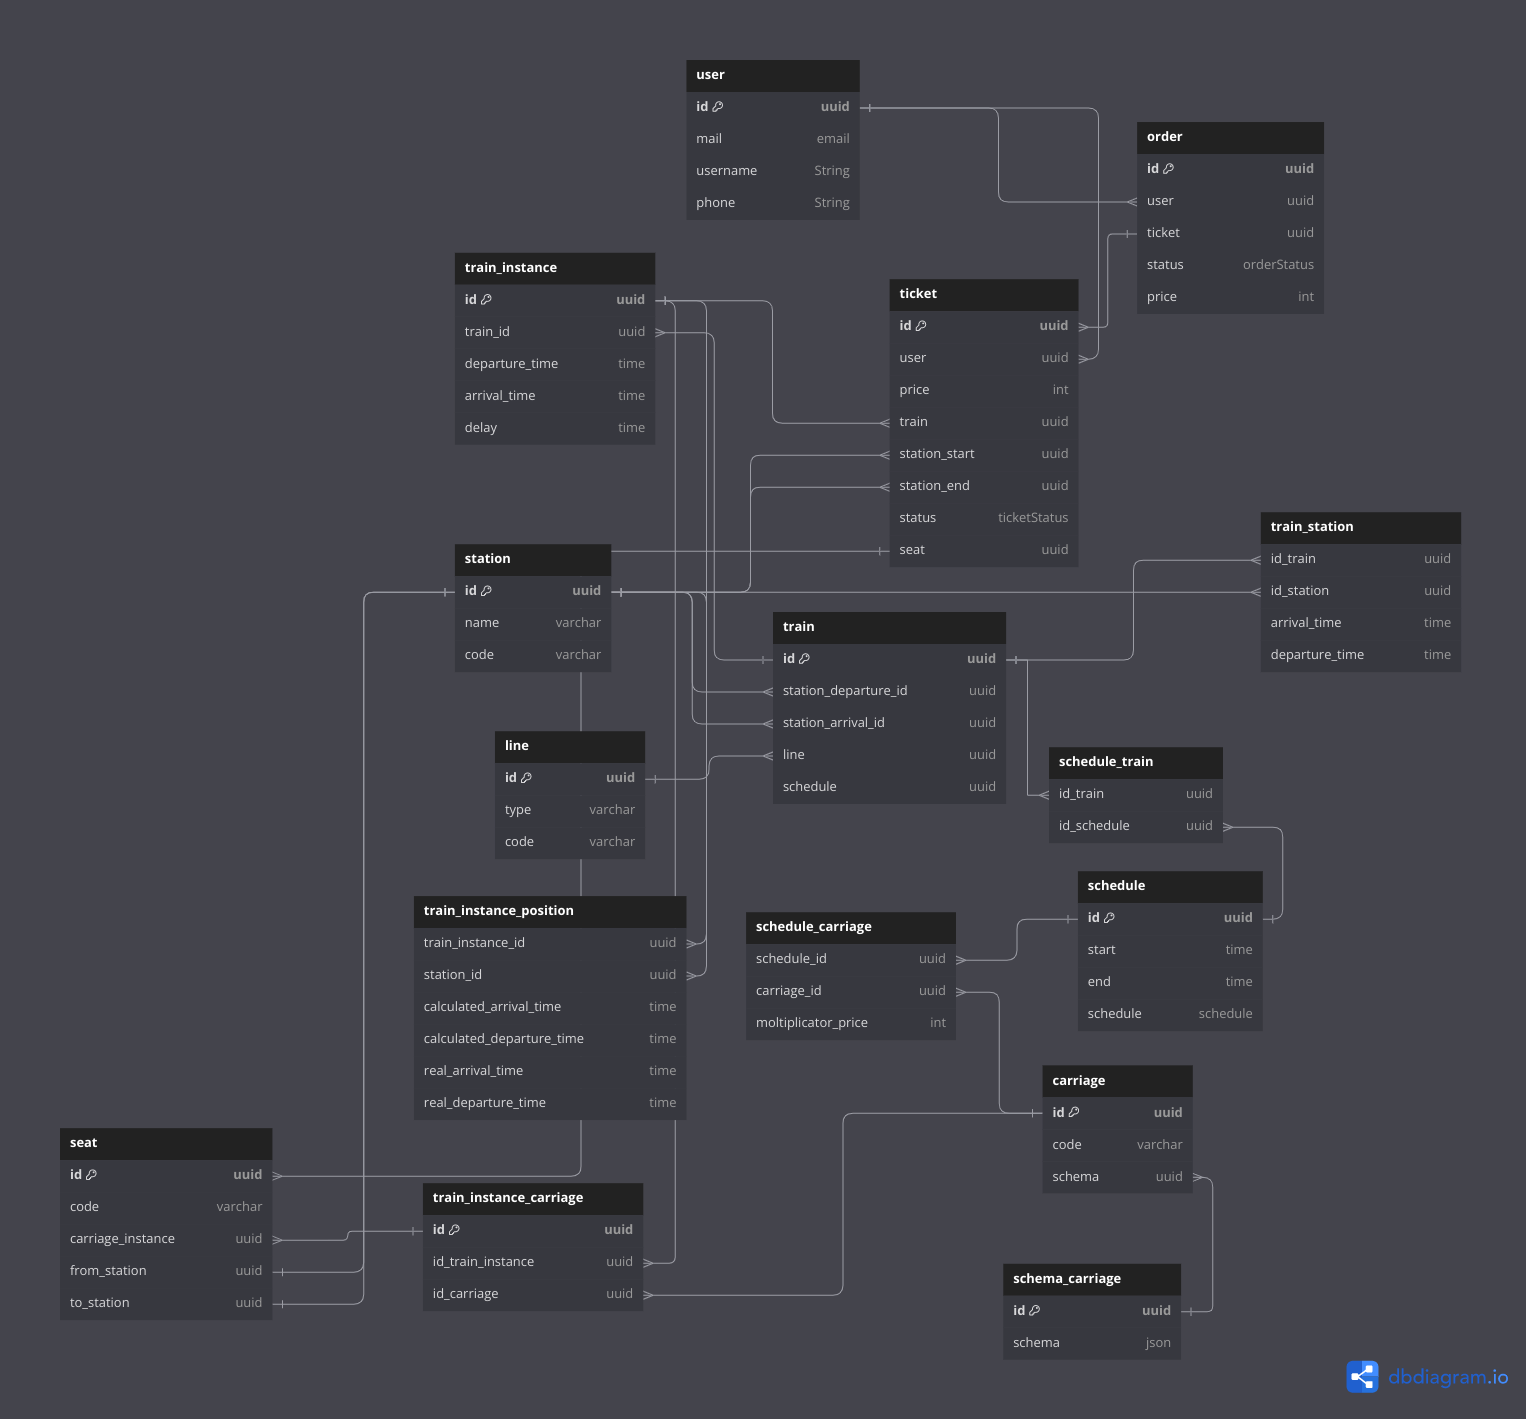 user
id uuid
mail email
username String
phone String
order
id uuid
user uuid
ticket uuid
status orderStatus
price int
train_instance
id uuid
train_id uuid
departure_time time
arrival_time time
delay time
ticket
id uuid
user uuid
price int
train uuid
station_start uuid
station_end uuid
status ticketStatus
seat uuid
train_station
id_train uuid
id_station uuid
arrival_time time
departure_time time
station
id uuid
name varchar
code varchar
train
id uuid
station_departure_id uuid
station_arrival_id uuid
line uuid
schedule uuid
line
id uuid
type varchar
code varchar
schedule_train
id_train uuid
id_schedule uuid
schedule
id uuid
start time
end time
schedule schedule
train_instance_position
train_instance_id uuid
station_id uuid
calculated_arrival_time time
calculated_departure_time time
real_arrival_time time
real_departure_time time
schedule_carriage
schedule_id uuid
carriage_id uuid
moltiplicator_price int
carriage
id uuid
code varchar
schema uuid
seat
id uuid
code varchar
carriage_instance uuid
from_station uuid
to_station uuid
train_instance_carriage
id uuid
id_train_instance uuid
id_carriage uuid
schema_carriage
id uuid
schema json
dbdiagram.io